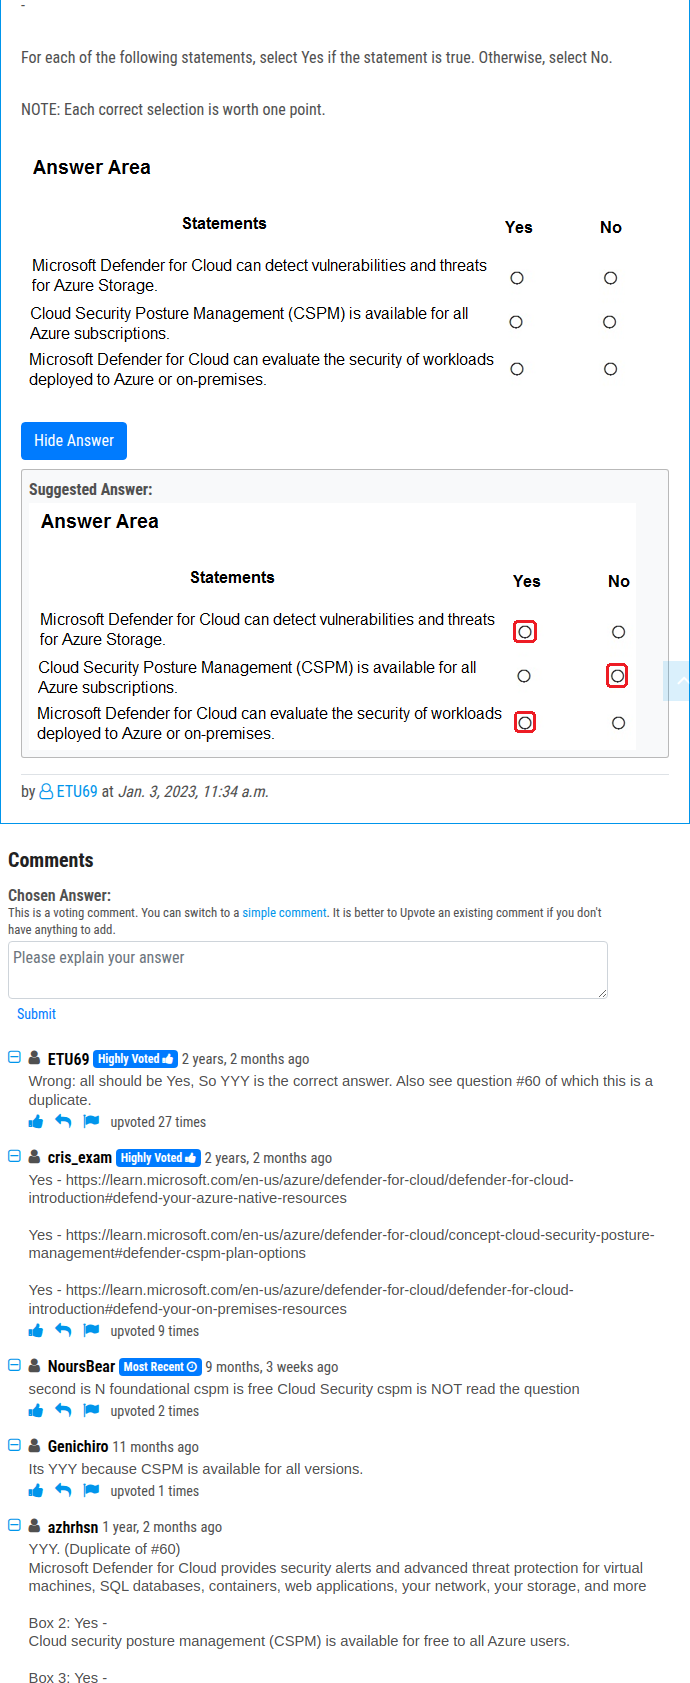 -
For each of the following statements, select Yes if the statement is true. Otherwise, select No.
NOTE: Each correct selection is worth one point.
Answer Area
Statements Yes No
Microsoft Defender for Cloud can detect vulnerabilities and threats
for Azure Storage.
Cloud Security Posture Management (CSPM) is available for all
Azure subscriptions.
Microsoft Defender for Cloud can evaluate the security of workloads
deployed to Azure or on-premises.
Hide Answer
Suggested Answer:
Answer Area
Statements Yes No
Microsoft Defender for Cloud can detect vulnerabilities and threats
for Azure Storage.
Cloud Security Posture Management (CSPM) is available for all
Azure subscriptions.
Microsoft Defender for Cloud can evaluate the security of workloads
deployed to Azure or on-premises.
by ETU69 at Jan. 3, 2023, 11:34 a.m.
Comments
Chosen Answer:
This is a voting comment. You can switch to a simple comment. It is better to Upvote an existing comment if you don't
have anything to add.
Please explain your answer
Submit
ETU69 Highly Voted 2 years, 2 months ago
Wrong: all should be Yes, So YYY is the correct answer. Also see question #60 of which this is a
duplicate.
upvoted 27 times
cris_exam Highly Voted 2 years, 2 months ago
Yes - https://learn.microsoft.com/en-us/azure/defender-for-cloud/defender-for-cloud-
introduction#defend-your-azure-native-resources
Yes - https://learn.microsoft.com/en-us/azure/defender-for-cloud/concept-cloud-security-posture-
management#defender-cspm-plan-options
Yes - https://learn.microsoft.com/en-us/azure/defender-for-cloud/defender-for-cloud-
introduction#defend-your-on-premises-resources
upvoted 9 times
NoursBear Most Recent 9 months, 3 weeks ago
second is N foundational cspm is free Cloud Security cspm is NOT read the question
upvoted 2 times
Genichiro 11 months ago
Its YYY because CSPM is available for all versions.
upvoted 1 times
azhrhsn 1 year, 2 months ago
YYY. (Duplicate of #60)
Microsoft Defender for Cloud provides security alerts and advanced threat protection for virtual
machines, SQL databases, containers, web applications, your network, your storage, and more
Box 2: Yes -
Cloud security posture management (CSPM) is available for free to all Azure users.
Box 3: Yes -